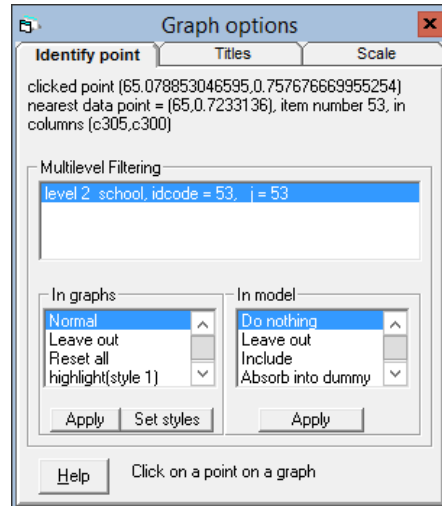 Graph options
Identify point
Titles
Scale
clicked point (65.078853046595,0.757676669955254)
nearest data point = (65,0.7233136), item number 53, in
columns (c305,c300)
Multilevel Filtering
level 2 school, idcode = 53, j = 53
In graphs
Normal
Leave out
Reset all
highlight(style 1)
Apply
Set styles
In model
Do nothing
Leave out
Include
Absorb into dummy
Apply
Help
Click on a point on a graph